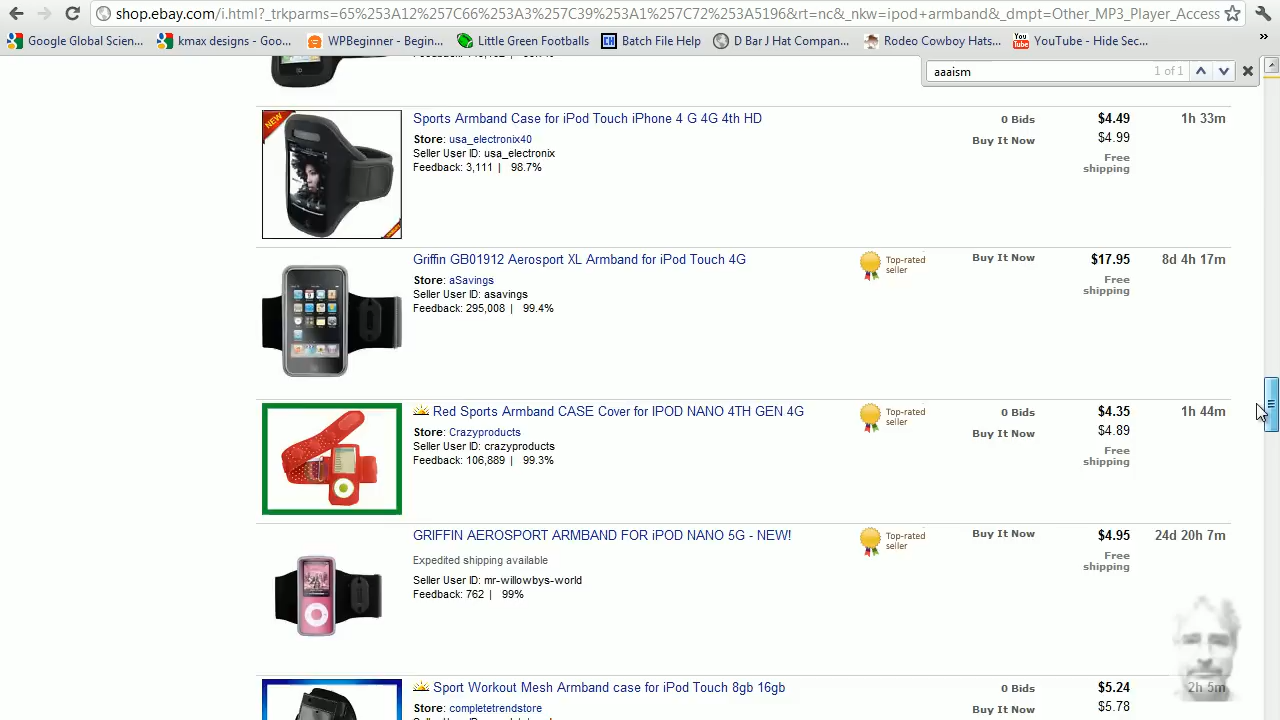 shop.ebay.com/i.html?_trkparms=65%253A12%257C66%253A3%257C39%253A1%257C72%253A5196&rt=nc&_nkw=ipod+armband&_dmpt=Other_MP3_Player_Access
Google Global Scien... kmax designs - Goo... WPBeginner - Begin... Little Green Footballs CH Batch File Help D'ar J Hat Compan... Rodeo Cowboy Hats... You Tube YouTube - Hide Sec... »
aaaism 1 of 1
NEW
Sports Armband Case for iPod Touch iPhone 4 G 4G 4th HD 0 Bids $4.49 1h 33m
Store: usa_electronix40 Buy It Now $4.99
Seller User ID: usa_electronix Free
Feedback: 3,111 | 98.7% shipping
Griffin GB01912 Aerosport XL Armband for iPod Touch 4G Top-rated seller Buy It Now $17.95 8d 4h 17m
Store: aSavings Free
Seller User ID: asavings shipping
Feedback: 295,008 | 99.4%
Red Sports Armband CASE Cover for IPOD NANO 4TH GEN 4G Top-rated seller 0 Bids $4.35 1h 44m
Store: Crazyproducts Buy It Now $4.89
Seller User ID: crazyproducts Free
Feedback: 106,889 | 99.3% shipping
GRIFFIN AEROSPORT ARMBAND FOR iPOD NANO 5G - NEW! Top-rated seller Buy It Now $4.95 24d 20h 7m
Expedited shipping available Free
Seller User ID: mr-willowbys-world shipping
Feedback: 762 | 99%
Sport Workout Mesh Armband case for iPod Touch 8gb 16gb 0 Bids $5.24 2h 5m
Store: completetrendstore Buy It Now $5.78